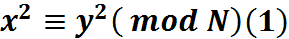 x² ≡ y²( mod N)(1)